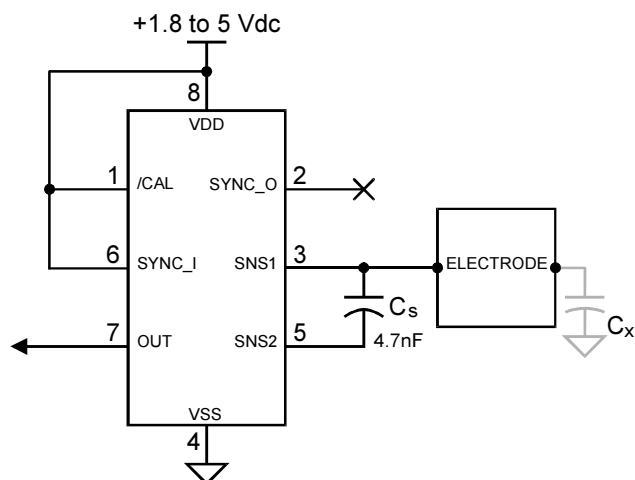 +1.8 to 5 Vdc
8
VDD
1
/CAL
SYNC_O
2
6
SYNC_I
SNS1
3
ELECTRODE
Cs
Cx
7
OUT
SNS2
5
4.7nF
VSS
4